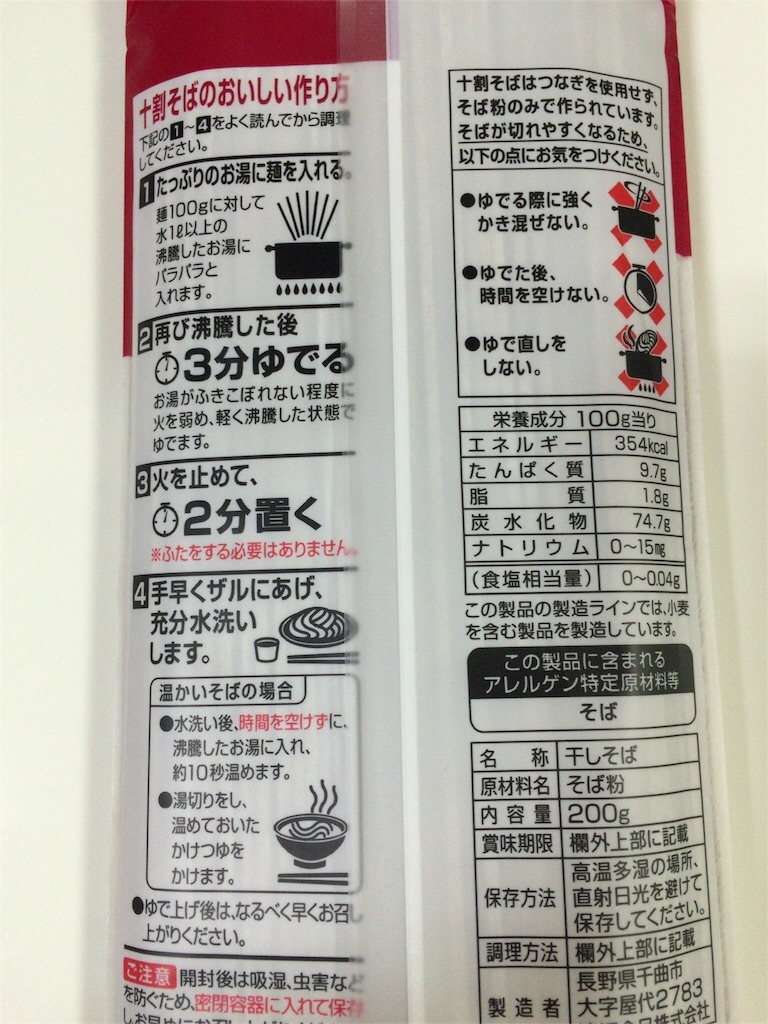 十割そばのおいしい作り方
下記の1～4をよく読んでから調理
してください。
1 たっぷりのお湯に麺を入れる。
麺100gに対して
水1ℓ以上の
沸騰したお湯に
パラパラと
入れます。
2 再び沸騰した後
3分ゆでる
お湯がふきこぼれない程度に
火を弱め、軽く沸騰した状態で
ゆでます。
3 火を止めて、
2分置く
※ふたをする必要はありません。
4 手早くザルにあげ、
充分水洗い
します。
温かいそばの場合
●水洗い後、時間を空けずに、
沸騰したお湯に入れ、
約10秒温めます。
●湯切りをし、
温めておいた
かけつゆを
かけます。
●ゆで上げ後は、なるべく早くお召し
上がりください。
ご注意 開封後は吸湿、虫害など
を防ぐため、密閉容器に入れて保存
十割そばはつなぎを使用せず、
そば粉のみで作られています。
そばが切れやすくなるため、
以下の点にお気をつけください。
●ゆでる際に強く
かき混ぜない。
●ゆでた後、
時間を空けない。
●ゆで直しを
しない。
栄養成分 100g当り
エネルギー 354kcal
たんぱく質 9.7g
脂質 1.8g
炭水化物 74.7g
ナトリウム 0～15mg
(食塩相当量) 0～0.04g
この製品の製造ラインでは、小麦
を含む製品を製造しています。
この製品に含まれる
アレルゲン特定原材料等
そば
名称 干しそば
原材料名 そば粉
内容量 200g
賞味期限 欄外上部に記載
保存方法 高温多湿の場所、
直射日光を避けて
保存してください。
調理方法 欄外上部に記載
製造者 長野県千曲市
大字屋代2783